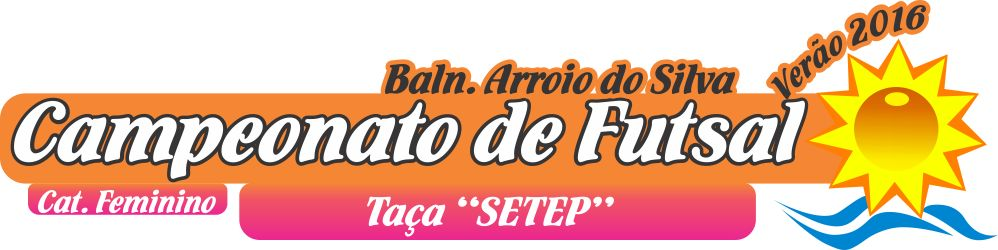 Verão 2016
Baln. Arroio do Silva
Campeonato de Futsal
Cat. Feminino
Taça “SETEP”